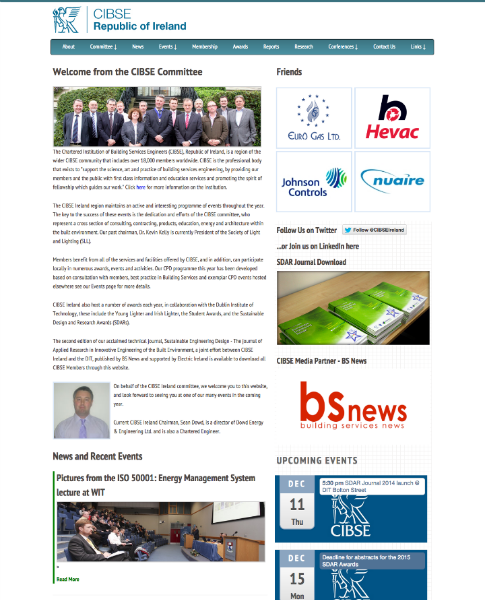 CIBSE
Republic of Ireland
About Committee ↓ News Events ↓ Membership Awards Reports Research Conferences ↓ Contact Us Links ↓
Welcome from the CIBSE Committee
The Chartered Institution of Building Services Engineers (CIBSE), Republic of Ireland, is a region of the
wider CIBSE community that includes over 18,000 members worldwide. CIBSE is the professional body
that exists to "support the science, art and practice of building services engineering, by providing our
members and the public with first class information and education services and promoting the spirit of
fellowship which guides our work." Click here for more information on the institution.
The CIBSE Ireland region maintains an active and interesting programme of events throughout the year.
The key to the success of these events is the dedication and efforts of the CIBSE committee, who
represents a cross section of consulting, contracting, products, education, energy and architecture within
the built environment. Our past chairman, Dr. Kevin Kelly is currently President of the Society of Light
and Lighting (SLL).
Members benefit from all of the services and facilities offered by CIBSE, and in addition, can participate
locally in numerous awards, events and activities. Our CPD programme this year has been developed
based on consultation with members, best practice in Building Services and exemplar CPD events hosted
elsewhere see our Events page for more details.
CIBSE Ireland also host a number of awards each year, in collaboration with the Dublin Institute of
Technology, these include the Young Lighter and Irish Lighter, the Student Awards, and the Sustainable
Design and Research Awards (SDARs).
The second edition of our acclaimed technical Journal, Sustainable Engineering Design - The Journal of
Applied Research in Innovative Engineering of the Built Environment, a joint effort between CIBSE
Ireland and the DIT, published by BS News and supported by Electric Ireland is available to download all
CIBSE Members through this website.
On behalf of the CIBSE Ireland committee, we welcome you to this website,
and look forward to seeing you at one of our many events in the coming
year.
Current CIBSE Ireland Chairman, Sean Dowd, is a director of Dowd Energy
& Engineering Ltd. and is also a Chartered Engineer.
News and Recent Events
Pictures from the ISO 50001: Energy Management System
lecture at WIT
Read More
Friends
EURO GAS LTD.
Hevac
Johnson
Controls
nuaire
Follow Us on Twitter Follow @CIBSEIreland
...or Join us on LinkedIn here
SDAR Journal Download
CIBSE Media Partner - BS News
bs news
building services news
UPCOMING EVENTS
DEC
11
Thu
5:30 pm SDAR Journal 2014 launch @
DIT Bolton Street
CIBSE
DEC
15
Mon
Deadline for abstracts for the 2015
SDAR Awards
CIBSE